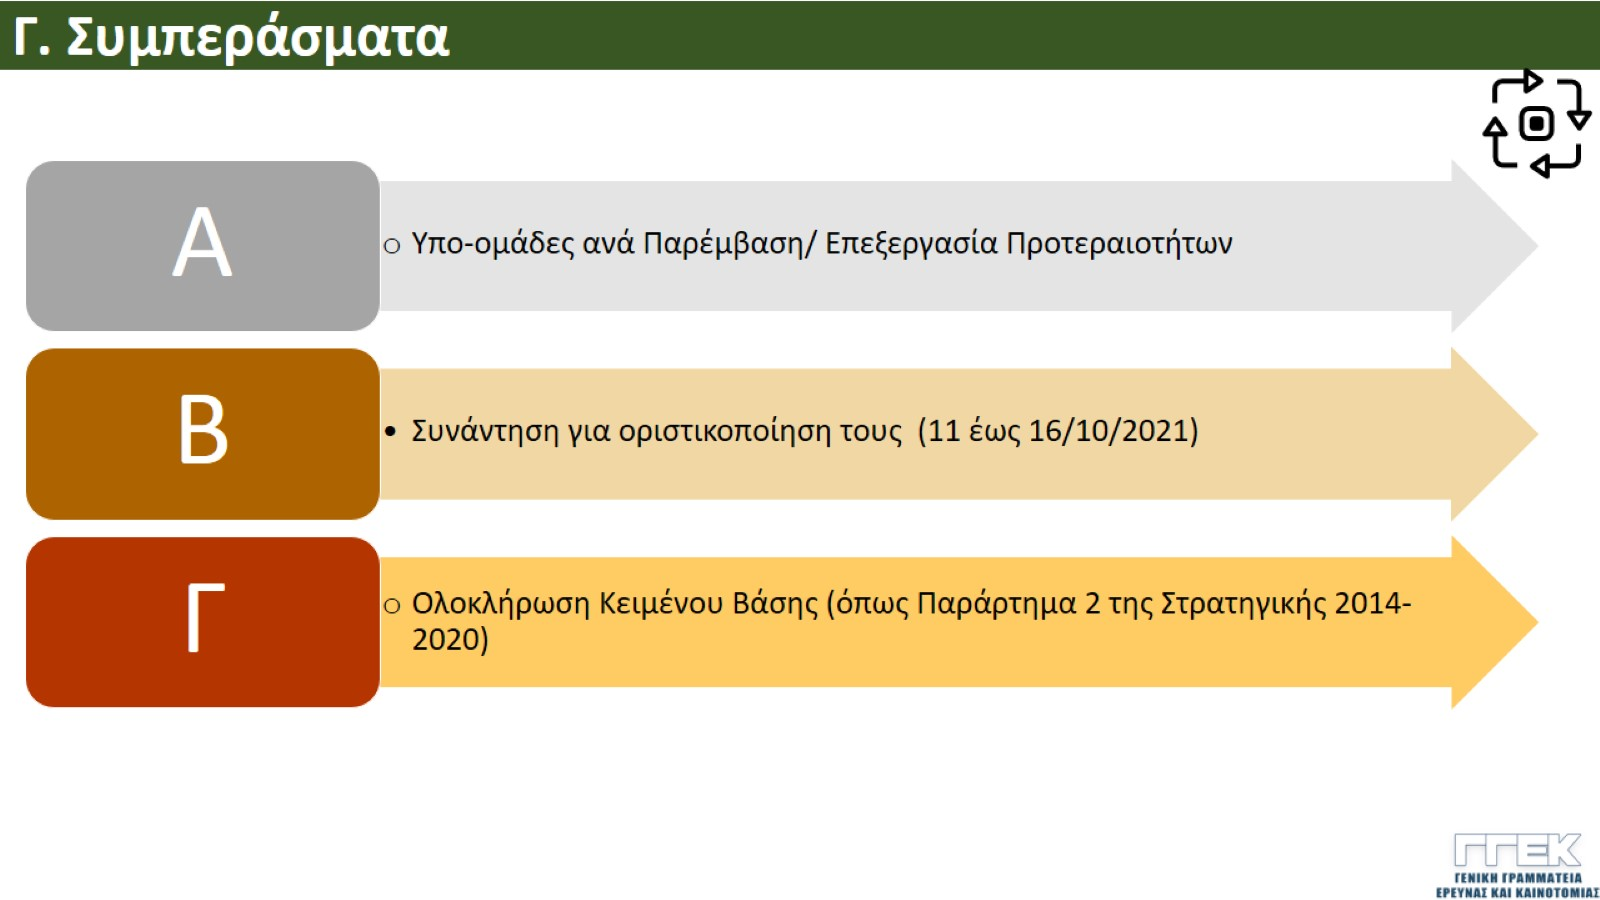 Γ. Συμπεράσματα
Α
o Υπο-ομάδες ανά Παρέμβαση/ Επεξεργασία Προτεραιοτήτων
Β
• Συνάντηση για οριστικοποίηση τους (11 έως 16/10/2021)
Γ
o Ολοκλήρωση Κειμένου Βάσης (όπως Παράρτημα 2 της Στρατηγικής 2014-
2020)
ΓΓΕΚ
ΓΕΝΙΚΗ ΓΡΑΜΜΑΤΕΙΑ
ΕΡΕΥΝΑΣ ΚΑΙ ΚΑΙΝΟΤΟΜΙΑΣ